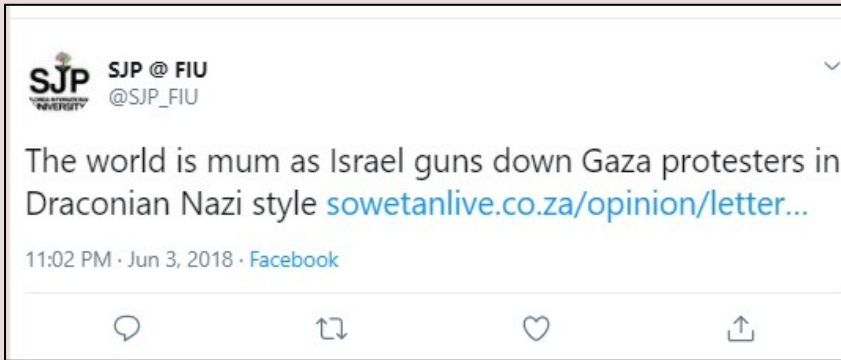 SJP @ FIU
@SJP_FIU
SJP
UNIVERSITY
The world is mum as Israel guns down Gaza protesters in
Draconian Nazi style sowetanlive.co.za/opinion/letter...
11:02 PM · Jun 3, 2018 · Facebook